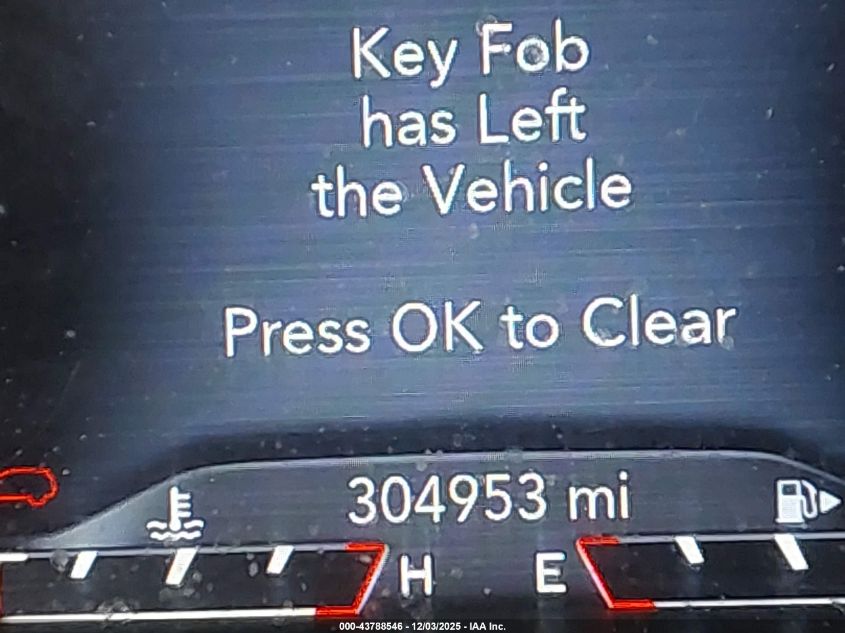 Key Fob
has Left
the Vehicle
Press OK to Clear
304953 mi
H E
000-43788546 - 12/03/2025 - IAA Inc.